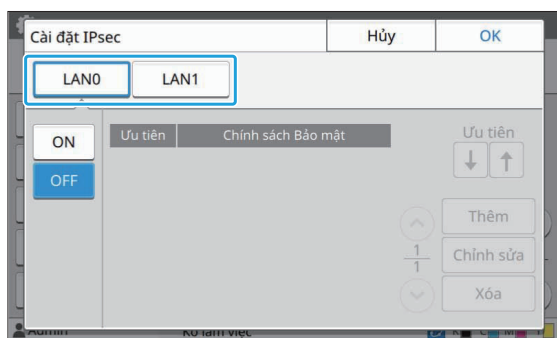 Cài đặt IPsec
Hủy
OK
LAN0
LAN1
ON
OFF
Ưu tiên
Chính sách Bảo mật
Ưu tiên
Thêm
1
1
Chỉnh sửa
Xóa
Admin